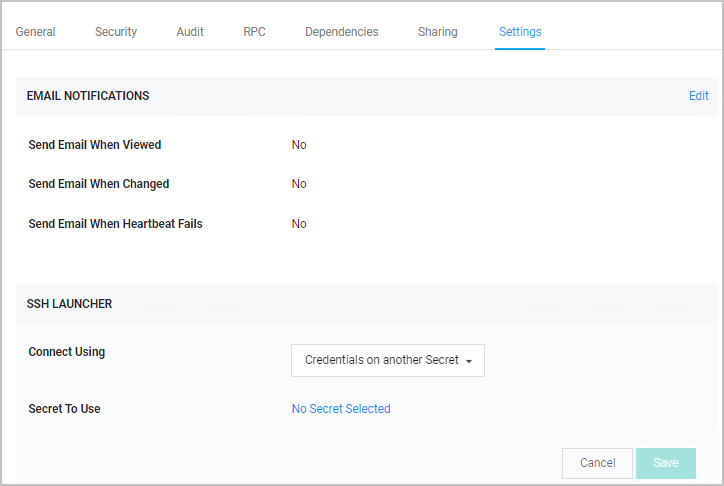 General Security Audit RPC Dependencies Sharing Settings
EMAIL NOTIFICATIONS Edit
Send Email When Viewed No
Send Email When Changed No
Send Email When Heartbeat Fails No
SSH LAUNCHER
Connect Using Credentials on another Secret
Secret To Use No Secret Selected
Cancel Save